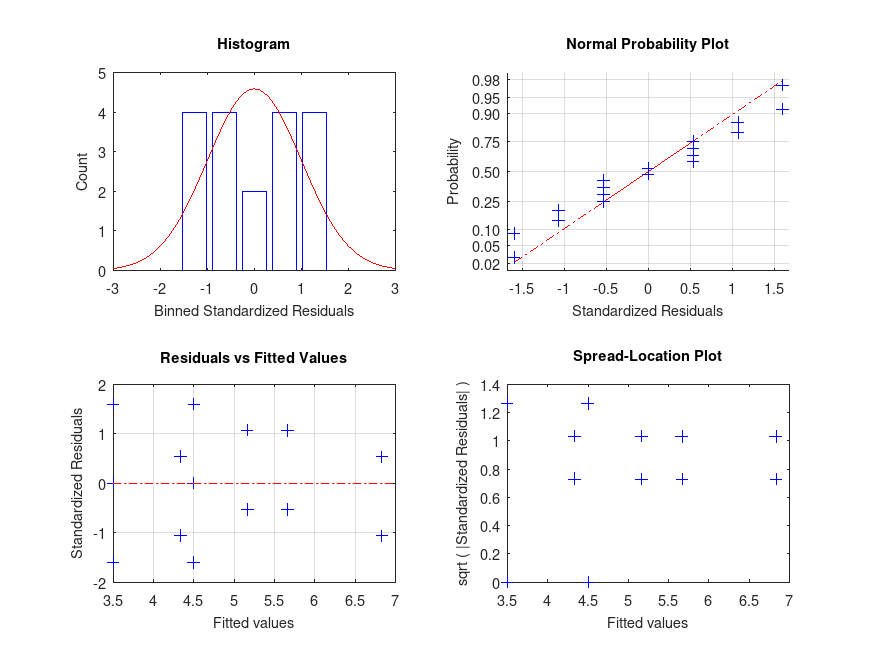 Histogram
5
4
3
2
1
0
Count
-3 -2 -1 0 1 2 3
Binned Standardized Residuals
Normal Probability Plot
0.98
0.95
0.90
0.75
0.50
0.25
0.10
0.05
0.02
Probability
-1.5 -1 -0.5 0 0.5 1 1.5
Standardized Residuals
Residuals vs Fitted Values
2
1
0
-1
-2
Standardized Residuals
3.5 4 4.5 5 5.5 6 6.5 7
Fitted values
Spread-Location Plot
1.4
1.2
1
0.8
0.6
0.4
0.2
0
sqrt ( |Standardized Residuals| )
3.5 4 4.5 5 5.5 6 6.5 7
Fitted values